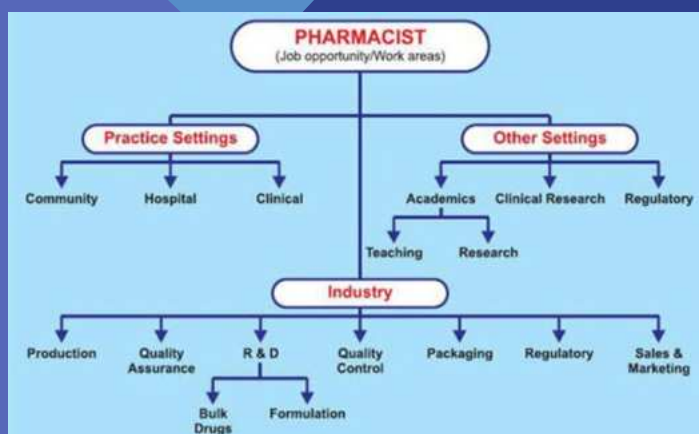 PHARMACIST
(Job opportunity/Work areas)
Practice Settings
Other Settings
Community
Hospital
Clinical
Academics
Clinical Research
Regulatory
Teaching
Research
Industry
Production
Quality
Assurance
R & D
Quality
Control
Packaging
Regulatory
Sales &
Marketing
Bulk
Drugs
Formulation